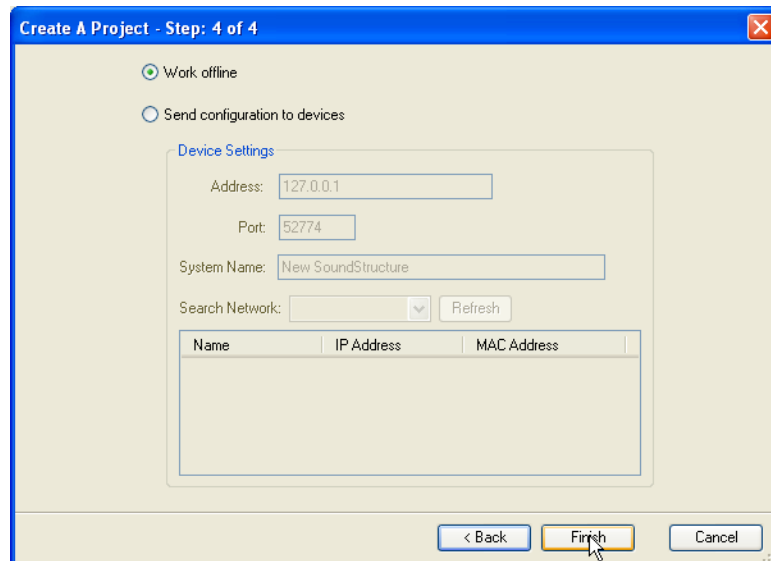 Create A Project - Step: 4 of 4
Work offline
Send configuration to devices
Device Settings
Address: 127.0.0.1
Port: 52774
System Name: New SoundStructure
Search Network: Refresh
Name IP Address MAC Address
< Back Finish Cancel